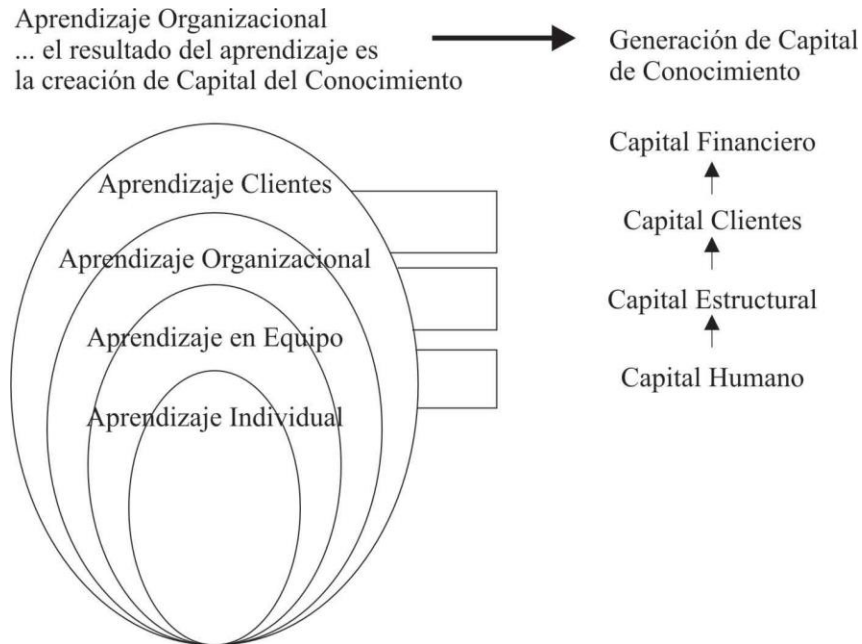 Aprendizaje Organizacional
... el resultado del aprendizaje es
la creación de Capital del Conocimiento
Generación de Capital
de Conocimiento
Aprendizaje Clientes
Aprendizaje Organizacional
Aprendizaje en Equipo
Aprendizaje Individual
Capital Financiero
Capital Clientes
Capital Estructural
Capital Humano